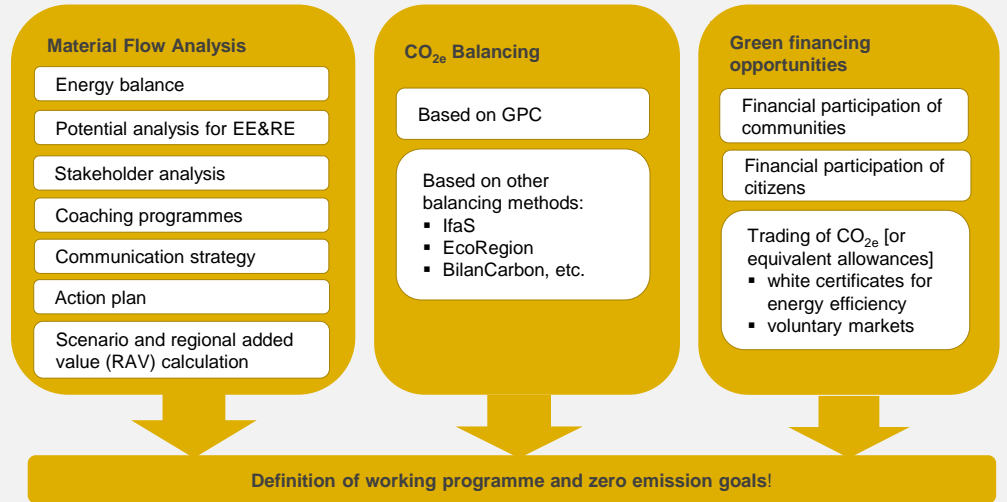 Material Flow Analysis
Energy balance
Potential analysis for EE&RE
Stakeholder analysis
Coaching programmes
Communication strategy
Action plan
Scenario and regional added
value (RAV) calculation
CO2e Balancing
Based on GPC
Based on other
balancing methods:
▪ IfaS
▪ EcoRegion
▪ BilanCarbon, etc.
Green financing
opportunities
Financial participation of
communities
Financial participation of
citizens
Trading of CO2e [or
equivalent allowances]
▪ white certificates for
energy efficiency
▪ voluntary markets
Definition of working programme and zero emission goals!